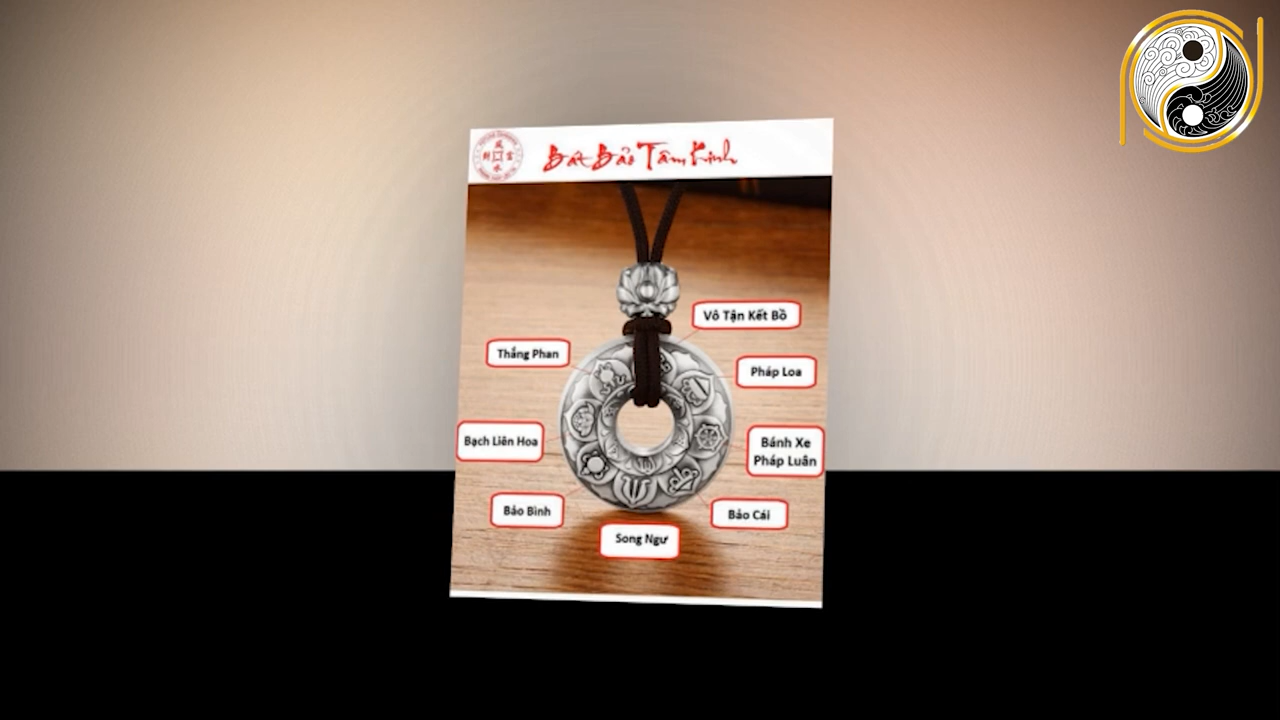 Bát Bảo Tâm Kinh
Vô Tận Kết Bồ
Thắng Phan
Pháp Loa
Bạch Liên Hoa
Bánh Xe
Pháp Luân
Bảo Bình
Bảo Cái
Song Ngư